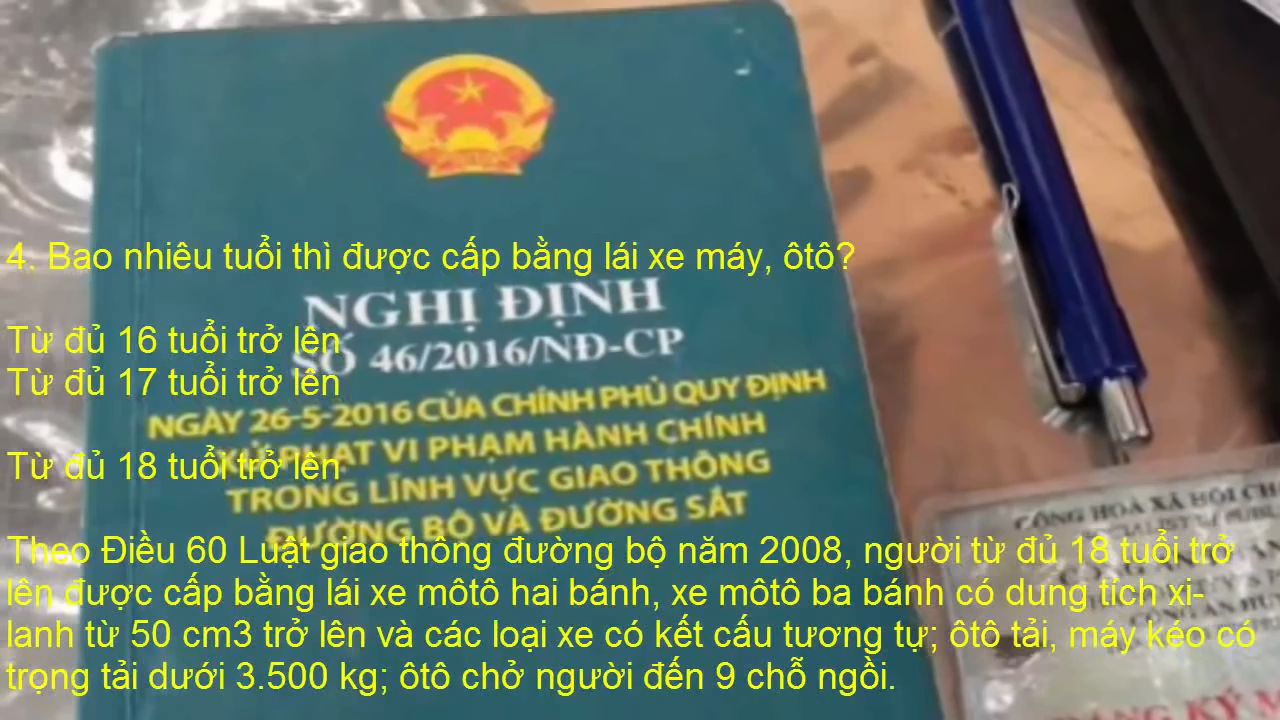 4. Bao nhiêu tuổi thì được cấp bằng lái xe máy, ôtô?
NGHỊ ĐỊNH
Từ đủ 16 tuổi trở lên
SỐ 46/2016/NĐ-CP
Từ đủ 17 tuổi trở lên
NGÀY 26-5-2016 CỦA CHÍNH PHỦ QUY ĐỊNH
XỬ PHẠT VI PHẠM HÀNH CHÍNH
Từ đủ 18 tuổi trở lên
TRONG LĨNH VỰC GIAO THÔNG
ĐƯỜNG BỘ VÀ ĐƯỜNG SẮT
CỘNG HOÀ XÃ HỘI
Theo Điều 60 Luật giao thông đường bộ năm 2008, người từ đủ 18 tuổi trở
lên được cấp bằng lái xe môtô hai bánh, xe môtô ba bánh có dung tích xi-
lanh từ 50 cm3 trở lên và các loại xe có kết cấu tương tự; ôtô tải, máy kéo có
trọng tải dưới 3.500 kg; ôtô chở người đến 9 chỗ ngồi.
ĐĂNG KÝ